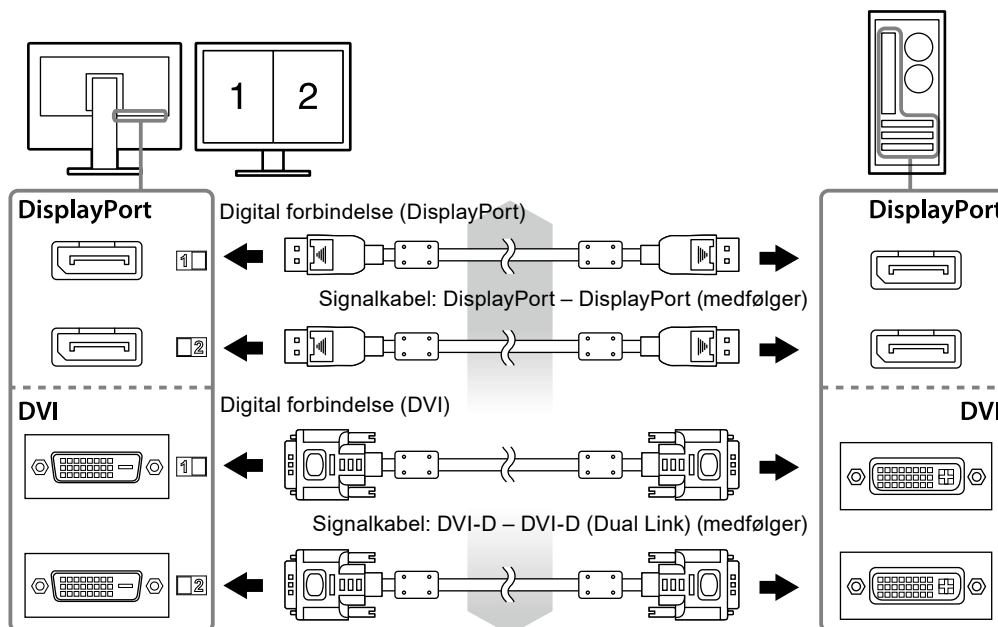 1 2
DisplayPort
Digital forbindelse (DisplayPort)
DisplayPort
1
Signalkabel: DisplayPort – DisplayPort (medfølger)
2
DVI
Digital forbindelse (DVI)
DVI
1
Signalkabel: DVI-D – DVI-D (Dual Link) (medfølger)
2